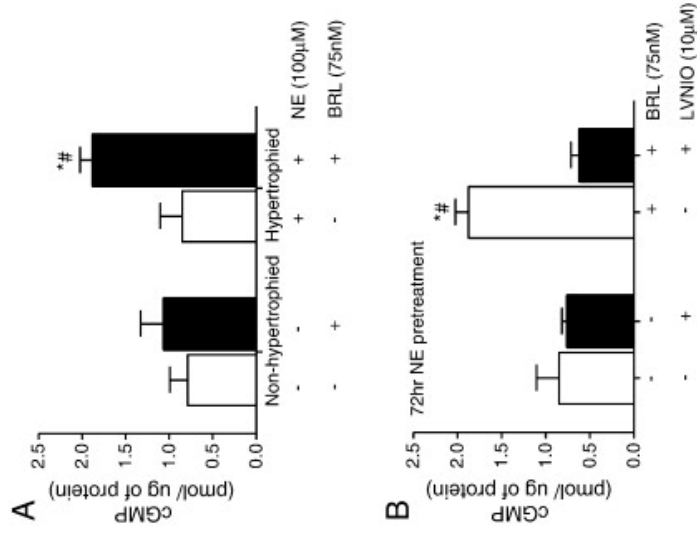 A
cGMP
(pmol/ ug of protein)
2.5
2.0
1.5
1.0
0.5
0.0
*#
Non-hypertrophied Hypertrophied
- - + + NE (100µM)
- + - + BRL (75nM)
B
72hr NE pretreatment
cGMP
(pmol/ ug of protein)
2.5
2.0
1.5
1.0
0.5
0.0
*#
- - + + BRL (75nM)
- + - + LVNIO (10µM)